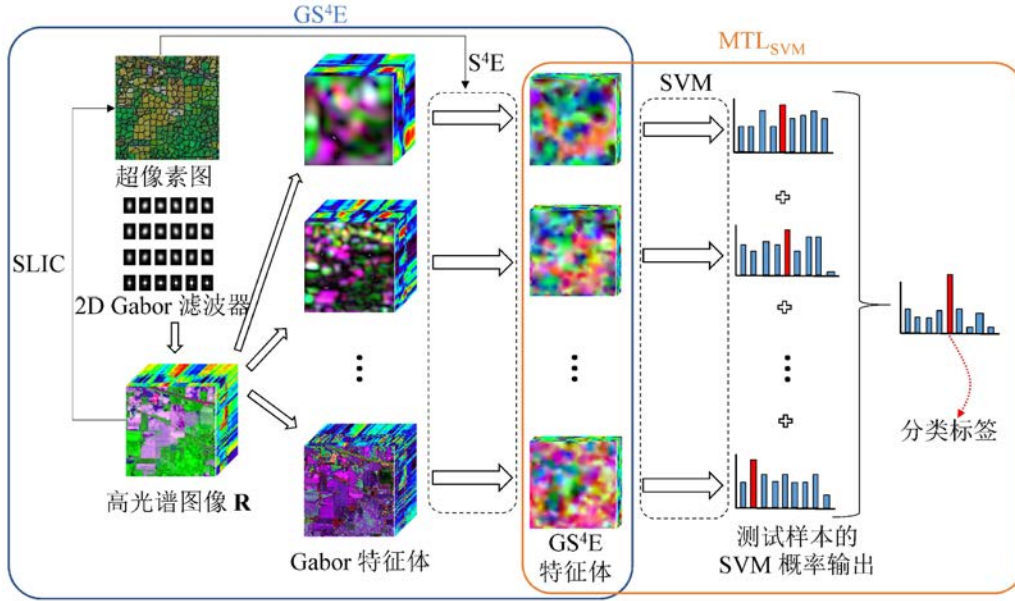 GS⁴E
MTL_SVM
S⁴E
SVM
超像素图
SLIC
2D Gabor 滤波器
高光谱图像 R
Gabor 特征体
GS⁴E
特征体
测试样本的
SVM 概率输出
分类标签